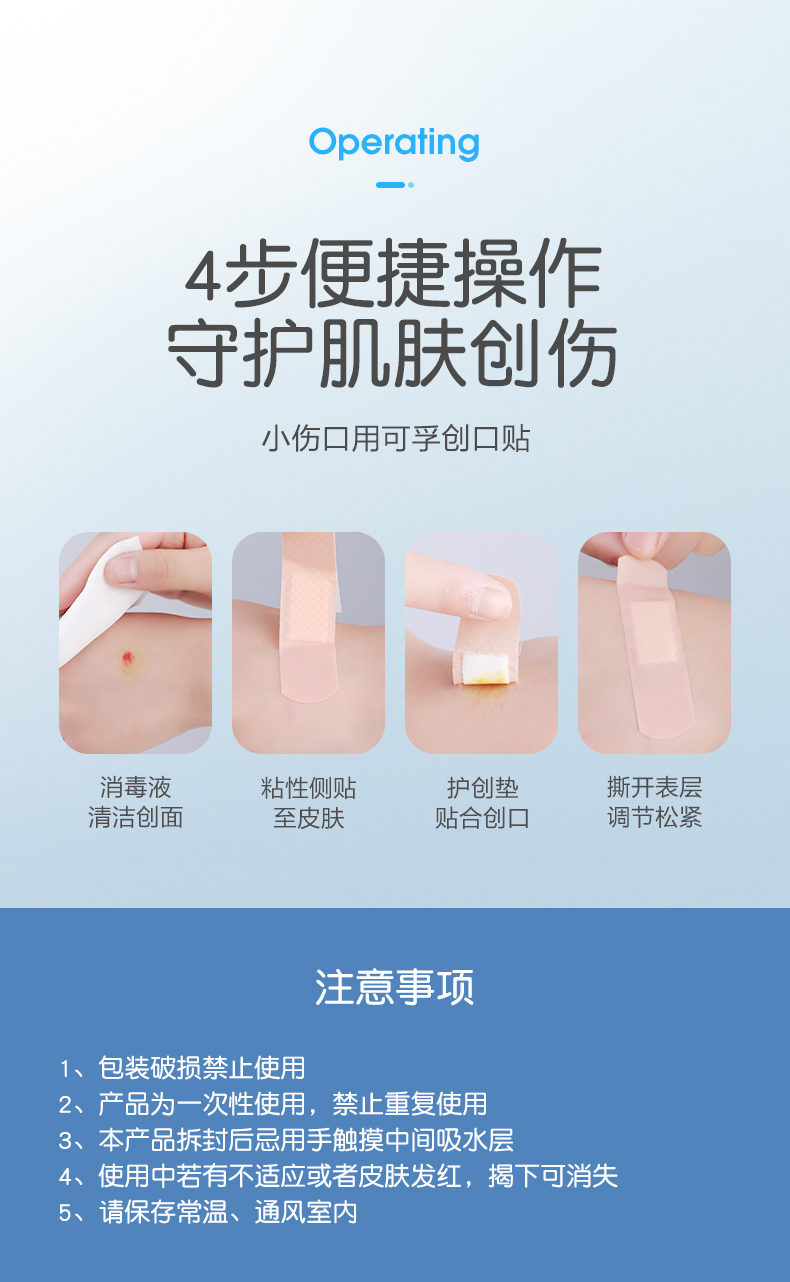 Operating
4步便捷操作
守护肌肤创伤
小伤口用可孚创口贴
消毒液
清洁创面
粘性侧贴
至皮肤
护创垫
贴合创口
撕开表层
调节松紧
注意事项
1、包装破损禁止使用
2、产品为一次性使用，禁止重复使用
3、本产品拆封后忌用手触摸中间吸水层
4、使用中若有不适应或者皮肤发红，揭下可消失
5、请保存常温、通风室内